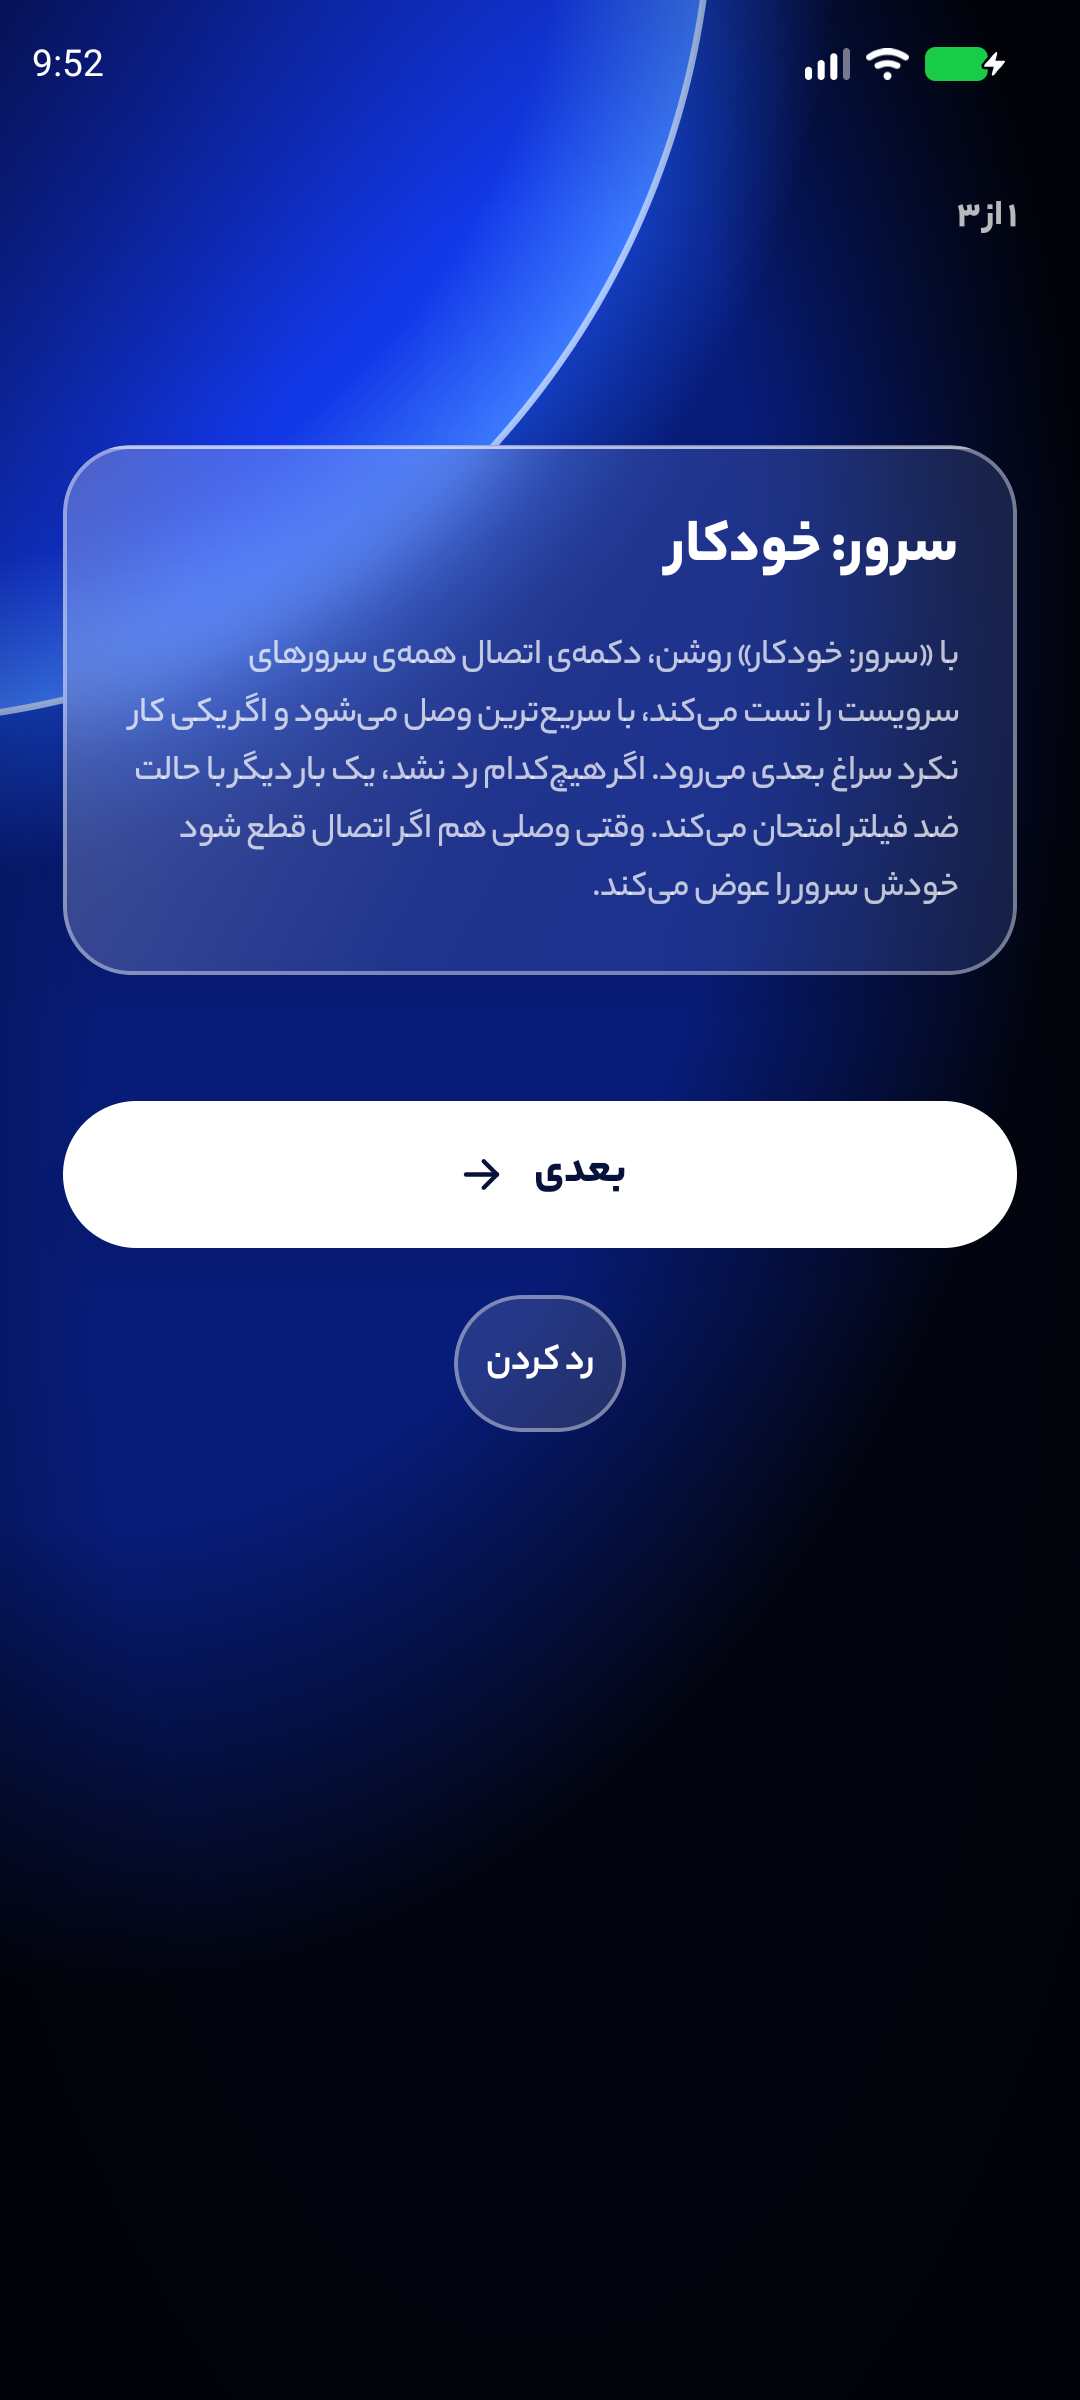 9:52
۱ از ۳
سرور: خودکار
با «سرور: خودکار» روشن، دکمه‌ی اتصال همه‌ی سرورهای
سرویست را تست می‌کند، با سریع‌ترین وصل می‌شود و اگر یکی کار
نکرد سراغ بعدی می‌رود. اگر هیچ‌کدام رد نشد، یک بار دیگر با حالت
ضد فیلتر امتحان می‌کند. وقتی وصلی هم اگر اتصال قطع شود
خودش سرور را عوض می‌کند.
بعدی
رد کردن